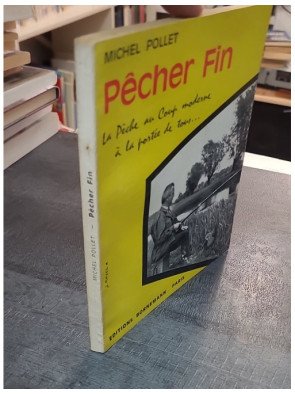 MICHEL POLLET
Pêcher Fin
La Pêche au Coup moderne
à la portée de tous...
EDITIONS BORNEMANN PARIS
MICHEL POLLET – Pêcher Fin